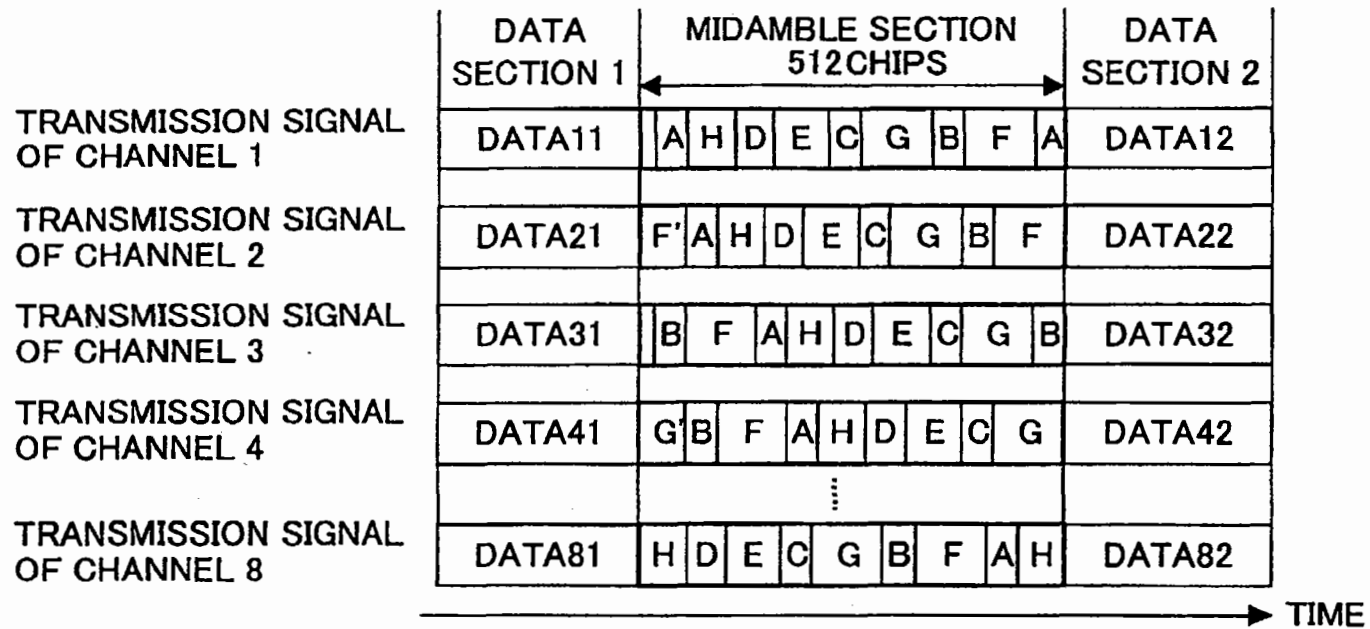 DATA SECTION 1
MIDAMBLE SECTION
512CHIPS
DATA SECTION 2
TRANSMISSION SIGNAL
OF CHANNEL 1
DATA11 A H D E C G B F A DATA12
TRANSMISSION SIGNAL
OF CHANNEL 2
DATA21 F' A H D E C G B F DATA22
TRANSMISSION SIGNAL
OF CHANNEL 3
DATA31 B F A H D E C G B DATA32
TRANSMISSION SIGNAL
OF CHANNEL 4
DATA41 G' B F A H D E C G DATA42
TRANSMISSION SIGNAL
OF CHANNEL 8
DATA81 H D E C G B F A H DATA82
TIME